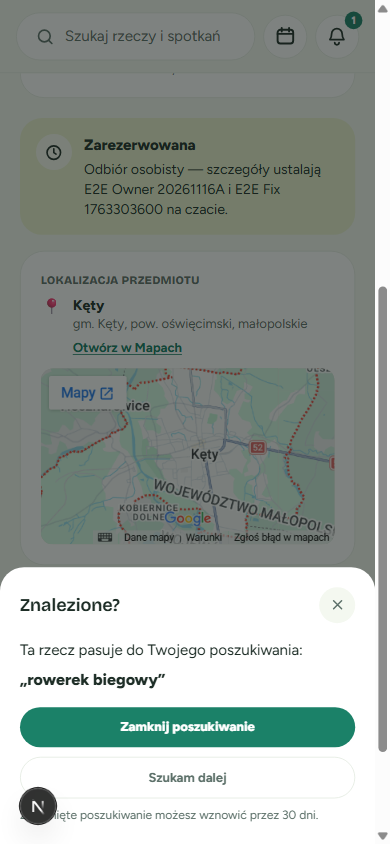 Szukaj rzeczy i spotkań
1
Zarezerwowana
Odbiór osobisty — szczegóły ustalają
E2E Owner 20261116A i E2E Fix
1763303600 na czacie.
LOKALIZACJA PRZEDMIOTU
Kęty
gm. Kęty, pow. oświęcimski, małopolskie
Otwórz w Mapach
Mapy
Kęty
52
WOJEWÓDZTWO MAŁOPOLS
KOBIERNICE
DOLNE
Google
Dane mapy
Warunki
Zgłoś błąd w mapach
Znalezione?
Ta rzecz pasuje do Twojego poszukiwania:
„rowerek biegowy”
Zamknij poszukiwanie
Szukam dalej
N
poszukiwanie możesz wznowić przez 30 dni.